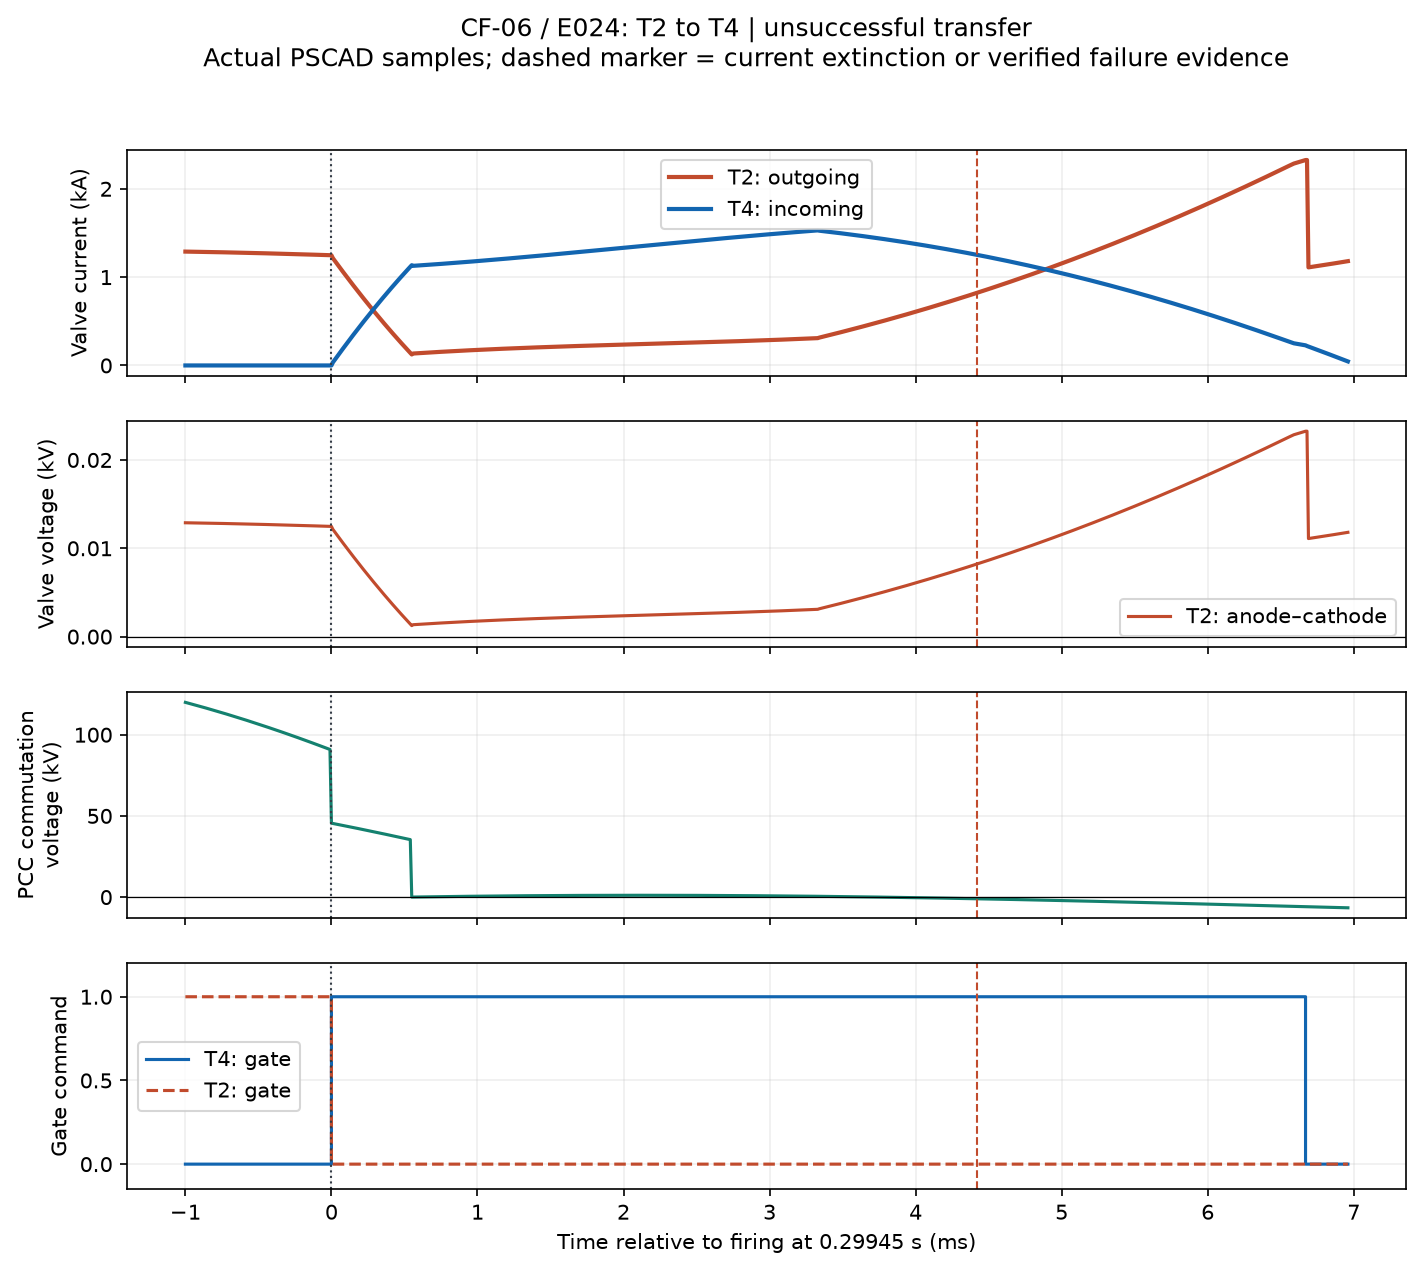 CF-06 / E024: T2 to T4 | unsuccessful transfer
Actual PSCAD samples; dashed marker = current extinction or verified failure evidence
Valve current (kA)
2
1
0
T2: outgoing
T4: incoming
Valve voltage (kV)
0.02
0.01
0.00
T2: anode–cathode
PCC commutation
voltage (kV)
100
50
0
Gate command
1.0
0.5
0.0
T4: gate
T2: gate
−1 0 1 2 3 4 5 6 7
Time relative to firing at 0.29945 s (ms)